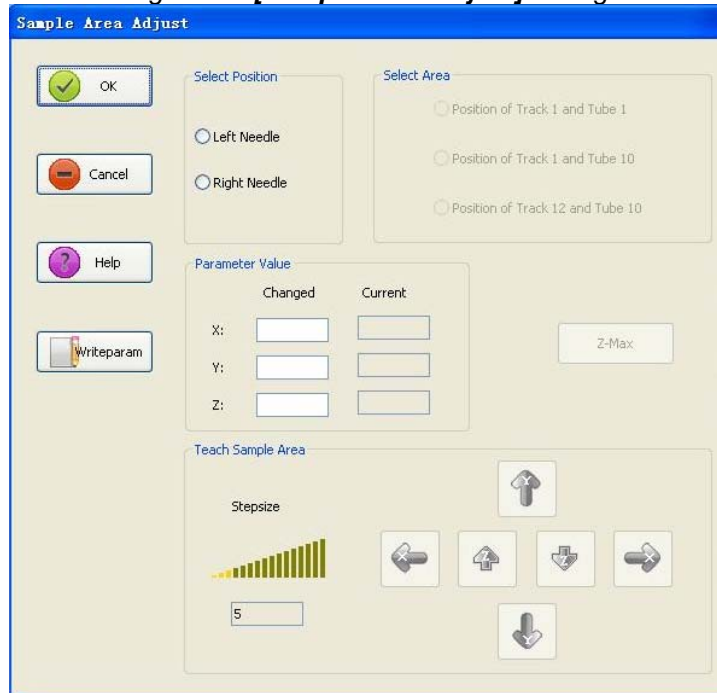 Sample Area Adjust
OK
Cancel
Help
Writeparam
Select Position
Left Needle
Right Needle
Select Area
Position of Track 1 and Tube 1
Position of Track 1 and Tube 10
Position of Track 12 and Tube 10
Parameter Value
Changed Current
X:
Y:
Z:
Z-Max
Teach Sample Area
Stepsize
5
Y
X
Z
Z
X
Y